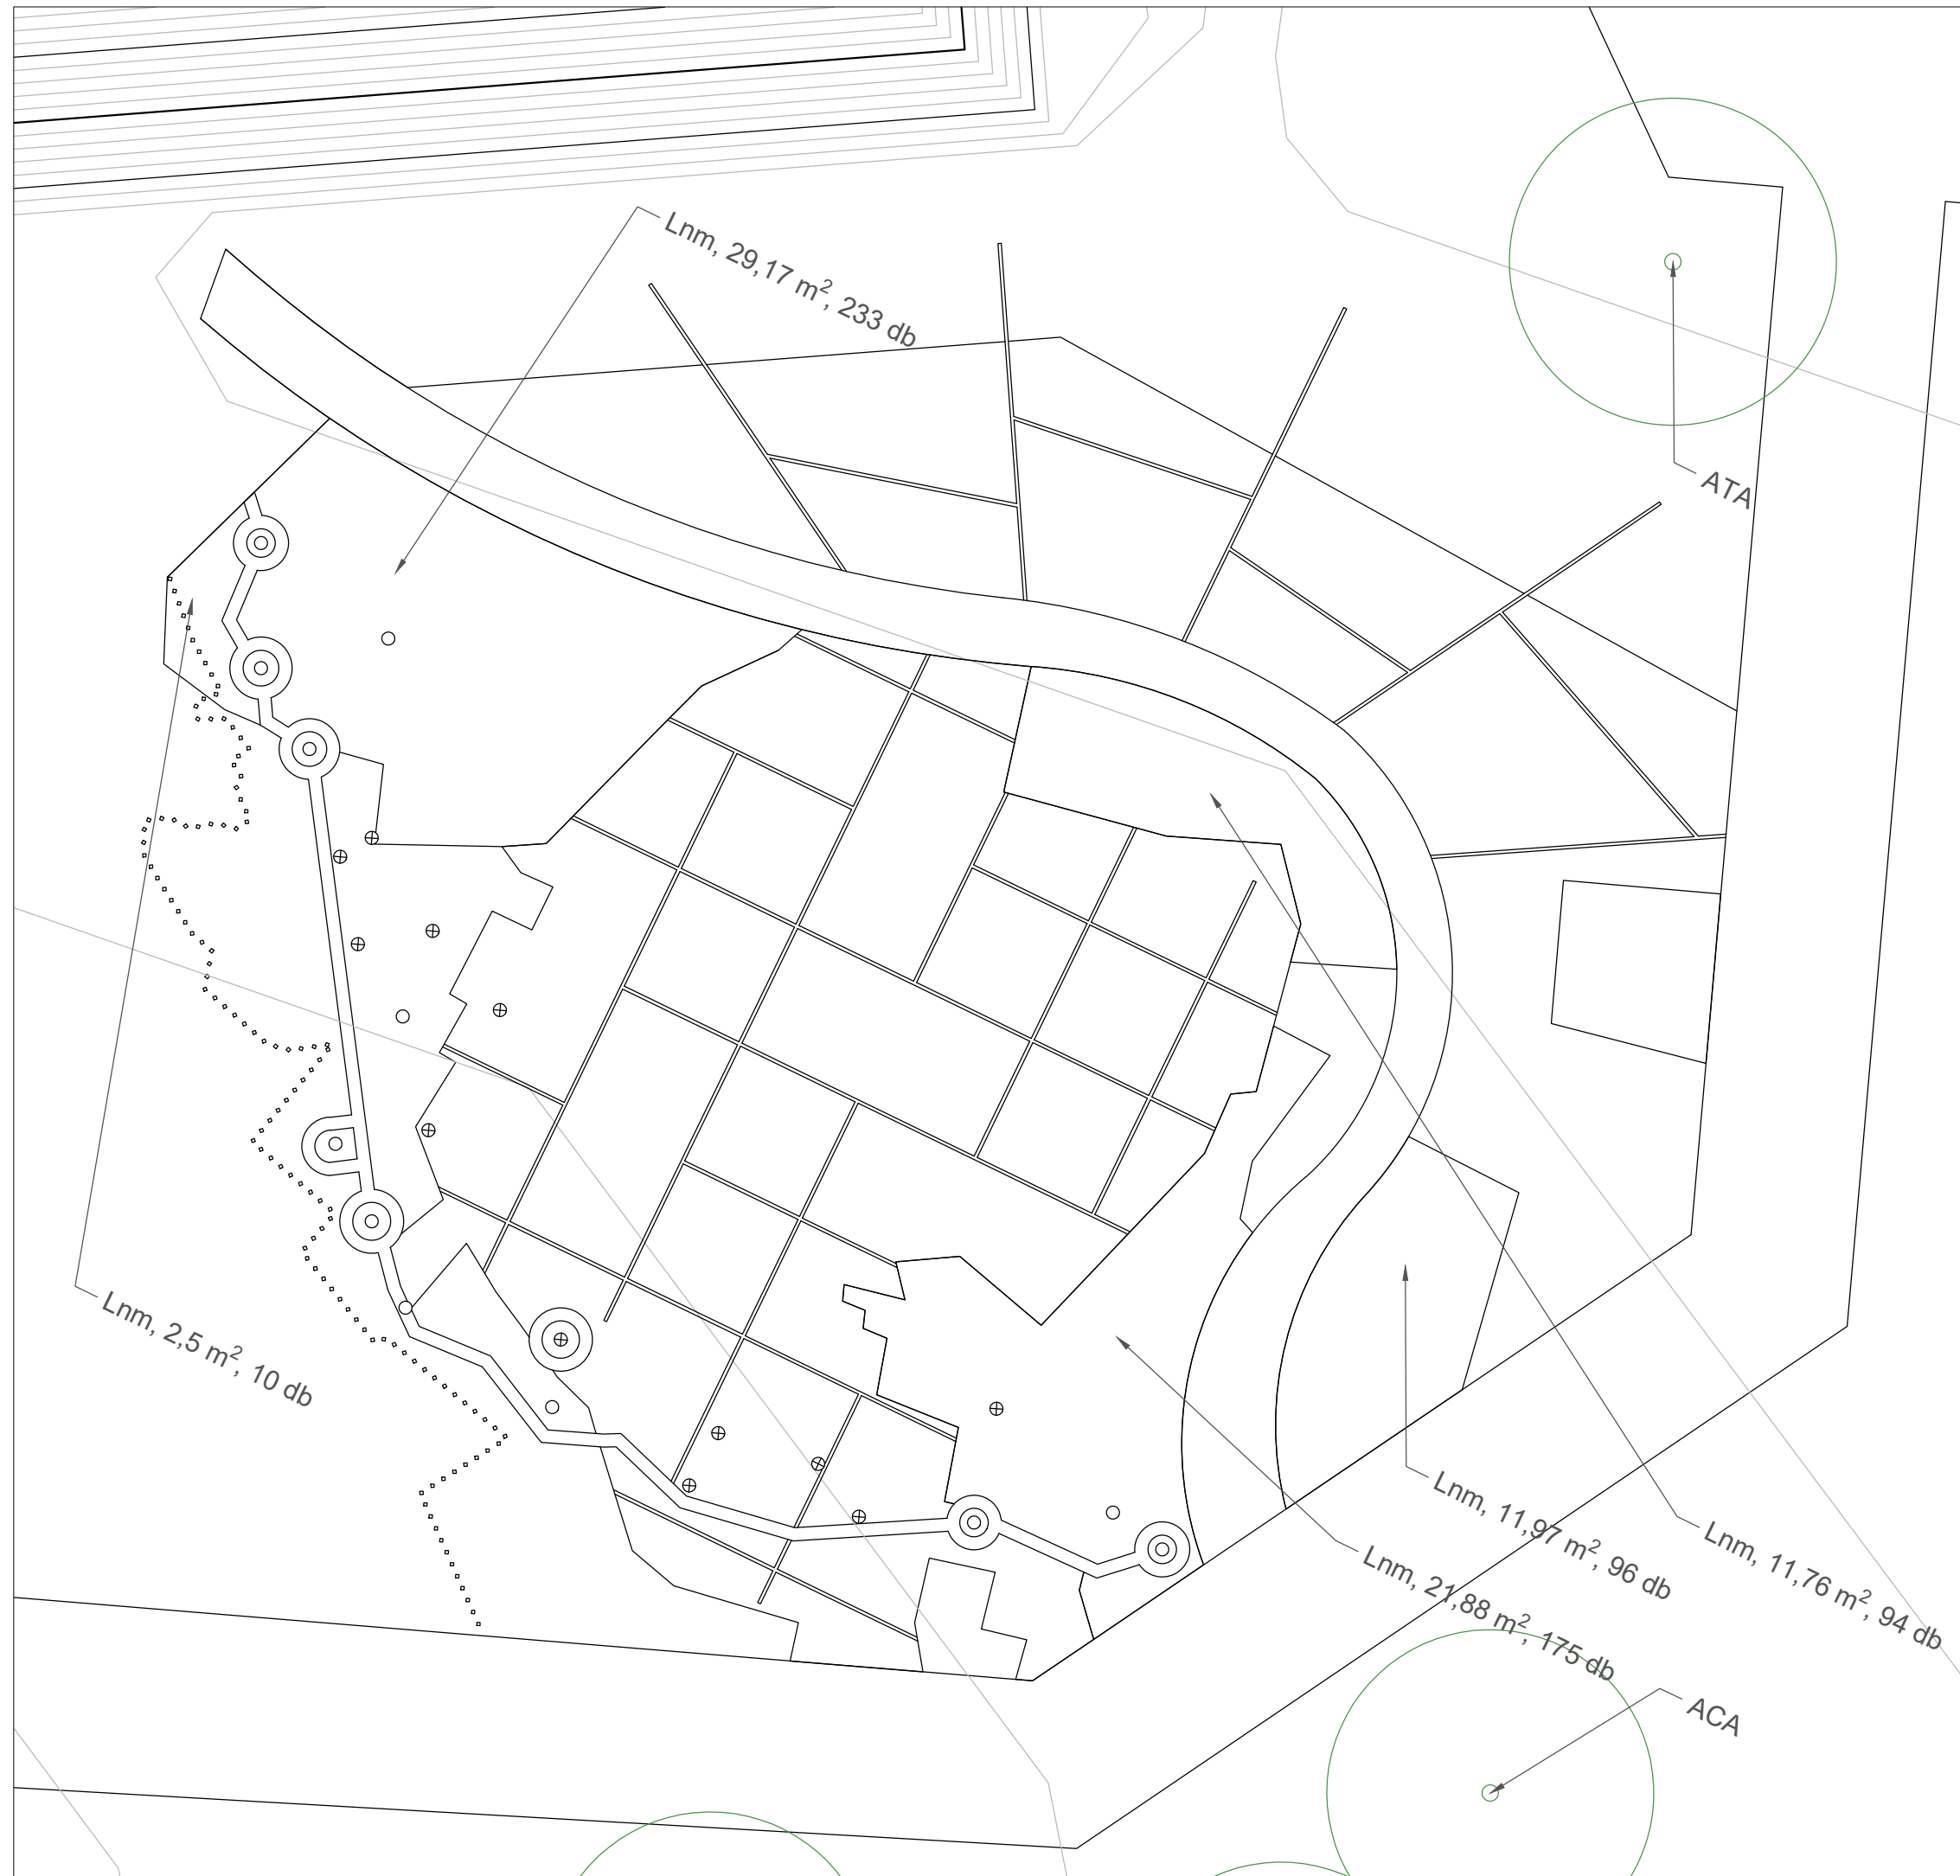 Lnm, 29,17 m², 233 db
ATA
Lnm, 2,5 m², 10 db
Lnm, 11,97 m², 96 db
Lnm, 11,76 m², 94 db
Lnm, 21,88 m², 175 db
ACA